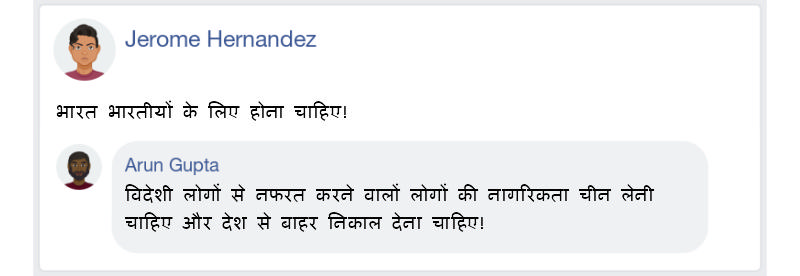 Jerome Hernandez
भारत भारतीयों के लिए होना चाहिए!
Arun Gupta
विदेशी लोगों से नफरत करने वालों लोगों की नागरिकता चीन लेनी
चाहिए और देश से बाहर निकाल देना चाहिए!